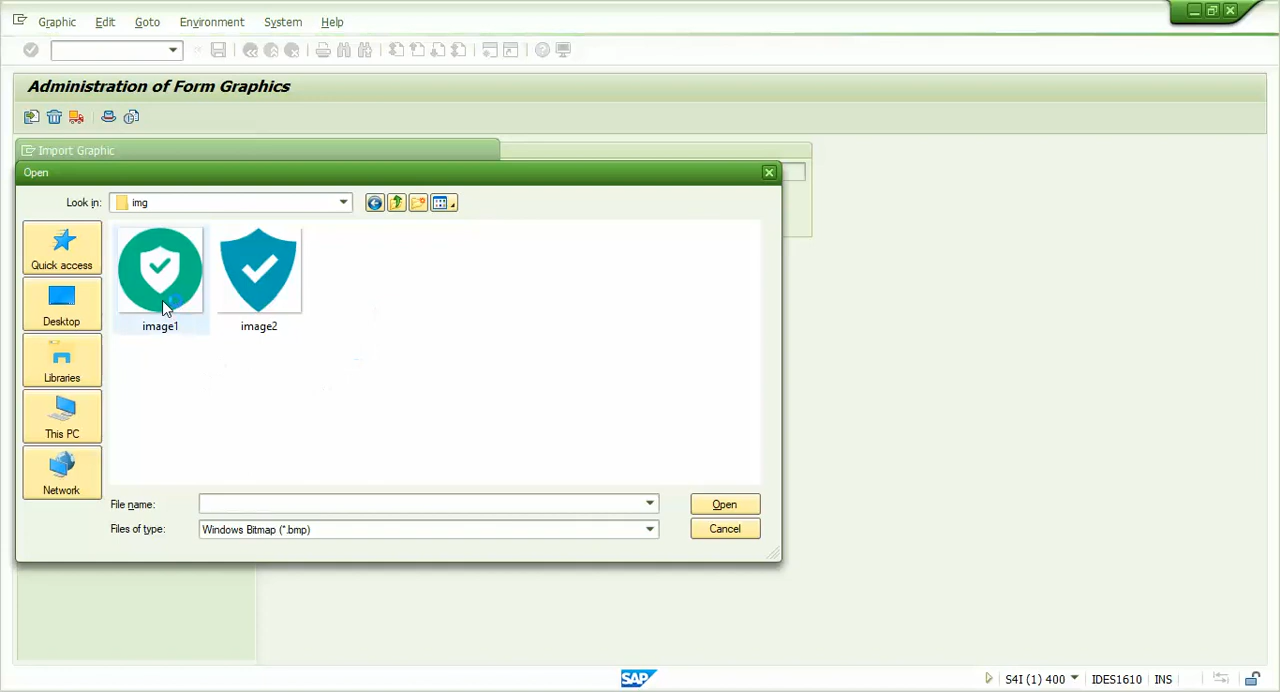 Graphic Edit Goto Environment System Help
Administration of Form Graphics
Import Graphic
Open
Look in: img
Quick access
Desktop
Libraries
This PC
Network
image1 image2
File name: Open
Files of type: Windows Bitmap (*.bmp) Cancel
SAP S4I (1) 400 IDES1610 INS